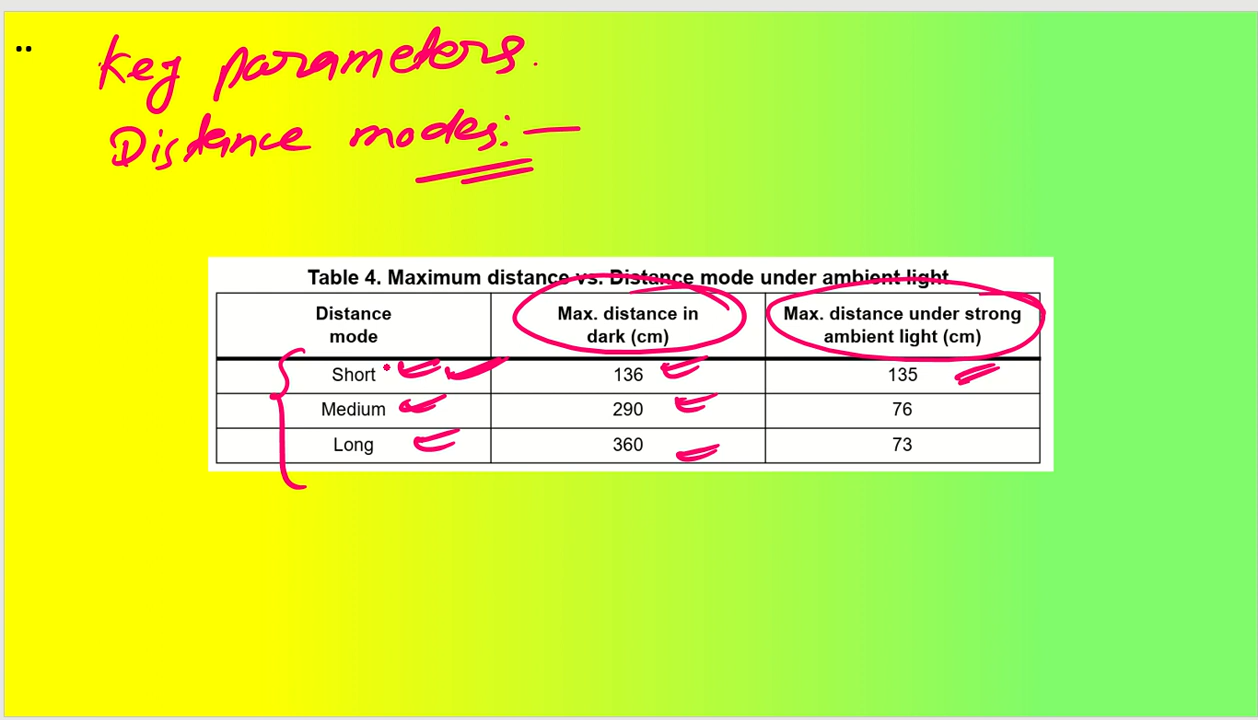 Key parameters.
Distance modes:-
Table 4. Maximum distance vs. Distance mode under ambient light
Distance mode
Max. distance in dark (cm)
Max. distance under strong ambient light (cm)
Short 136 135
Medium 290 76
Long 360 73